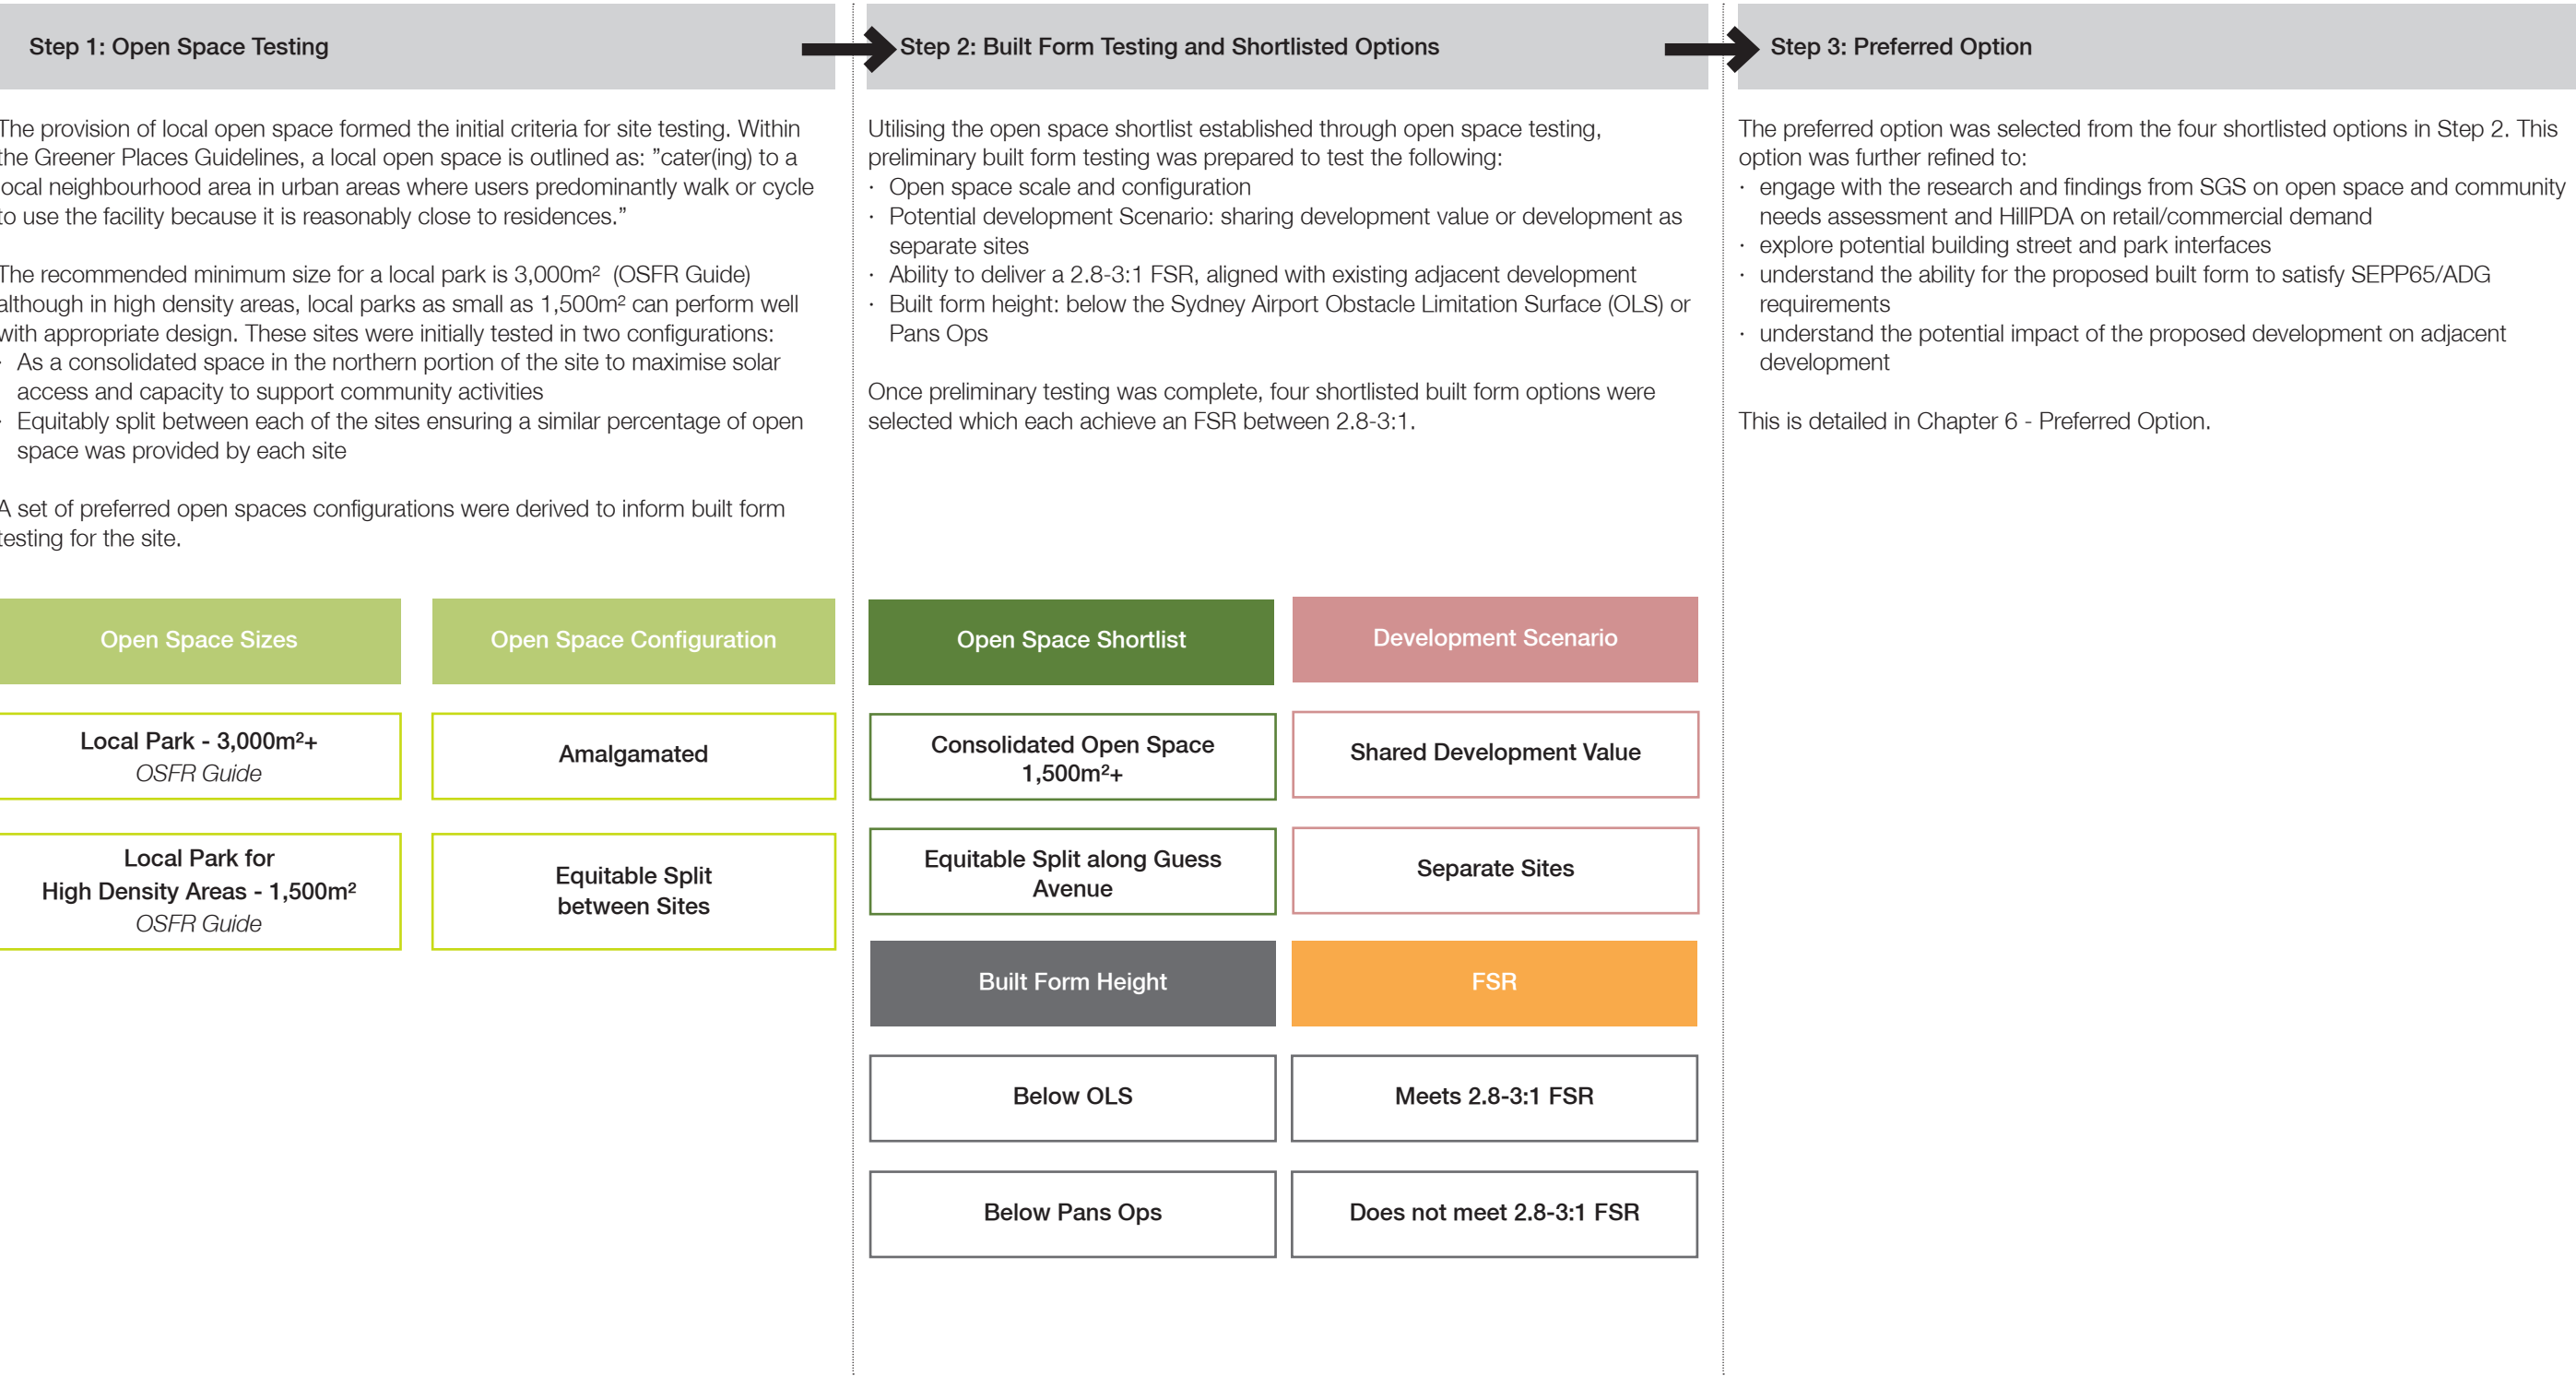 Step 1: Open Space Testing
The provision of local open space formed the initial criteria for site testing. Within
the Greener Places Guidelines, a local open space is outlined as: ”cater(ing) to a
local neighbourhood area in urban areas where users predominantly walk or cycle
to use the facility because it is reasonably close to residences.”
The recommended minimum size for a local park is 3,000m² (OSFR Guide)
although in high density areas, local parks as small as 1,500m² can perform well
with appropriate design. These sites were initially tested in two configurations:
· As a consolidated space in the northern portion of the site to maximise solar
access and capacity to support community activities
· Equitably split between each of the sites ensuring a similar percentage of open
space was provided by each site
A set of preferred open spaces configurations were derived to inform built form
testing for the site.
Open Space Sizes
Local Park - 3,000m²+
OSFR Guide
Local Park for
High Density Areas - 1,500m²
OSFR Guide
Open Space Configuration
Amalgamated
Equitable Split
between Sites
Step 2: Built Form Testing and Shortlisted Options
Utilising the open space shortlist established through open space testing,
preliminary built form testing was prepared to test the following:
· Open space scale and configuration
· Potential development Scenario: sharing development value or development as
separate sites
· Ability to deliver a 2.8-3:1 FSR, aligned with existing adjacent development
· Built form height: below the Sydney Airport Obstacle Limitation Surface (OLS) or
Pans Ops
Once preliminary testing was complete, four shortlisted built form options were
selected which each achieve an FSR between 2.8-3:1.
Open Space Shortlist
Consolidated Open Space
1,500m²+
Equitable Split along Guess
Avenue
Development Scenario
Shared Development Value
Separate Sites
Built Form Height
Below OLS
Below Pans Ops
FSR
Meets 2.8-3:1 FSR
Does not meet 2.8-3:1 FSR
Step 3: Preferred Option
The preferred option was selected from the four shortlisted options in Step 2. This
option was further refined to:
· engage with the research and findings from SGS on open space and community
needs assessment and HillPDA on retail/commercial demand
· explore potential building street and park interfaces
· understand the ability for the proposed built form to satisfy SEPP65/ADG
requirements
· understand the potential impact of the proposed development on adjacent
development
This is detailed in Chapter 6 - Preferred Option.